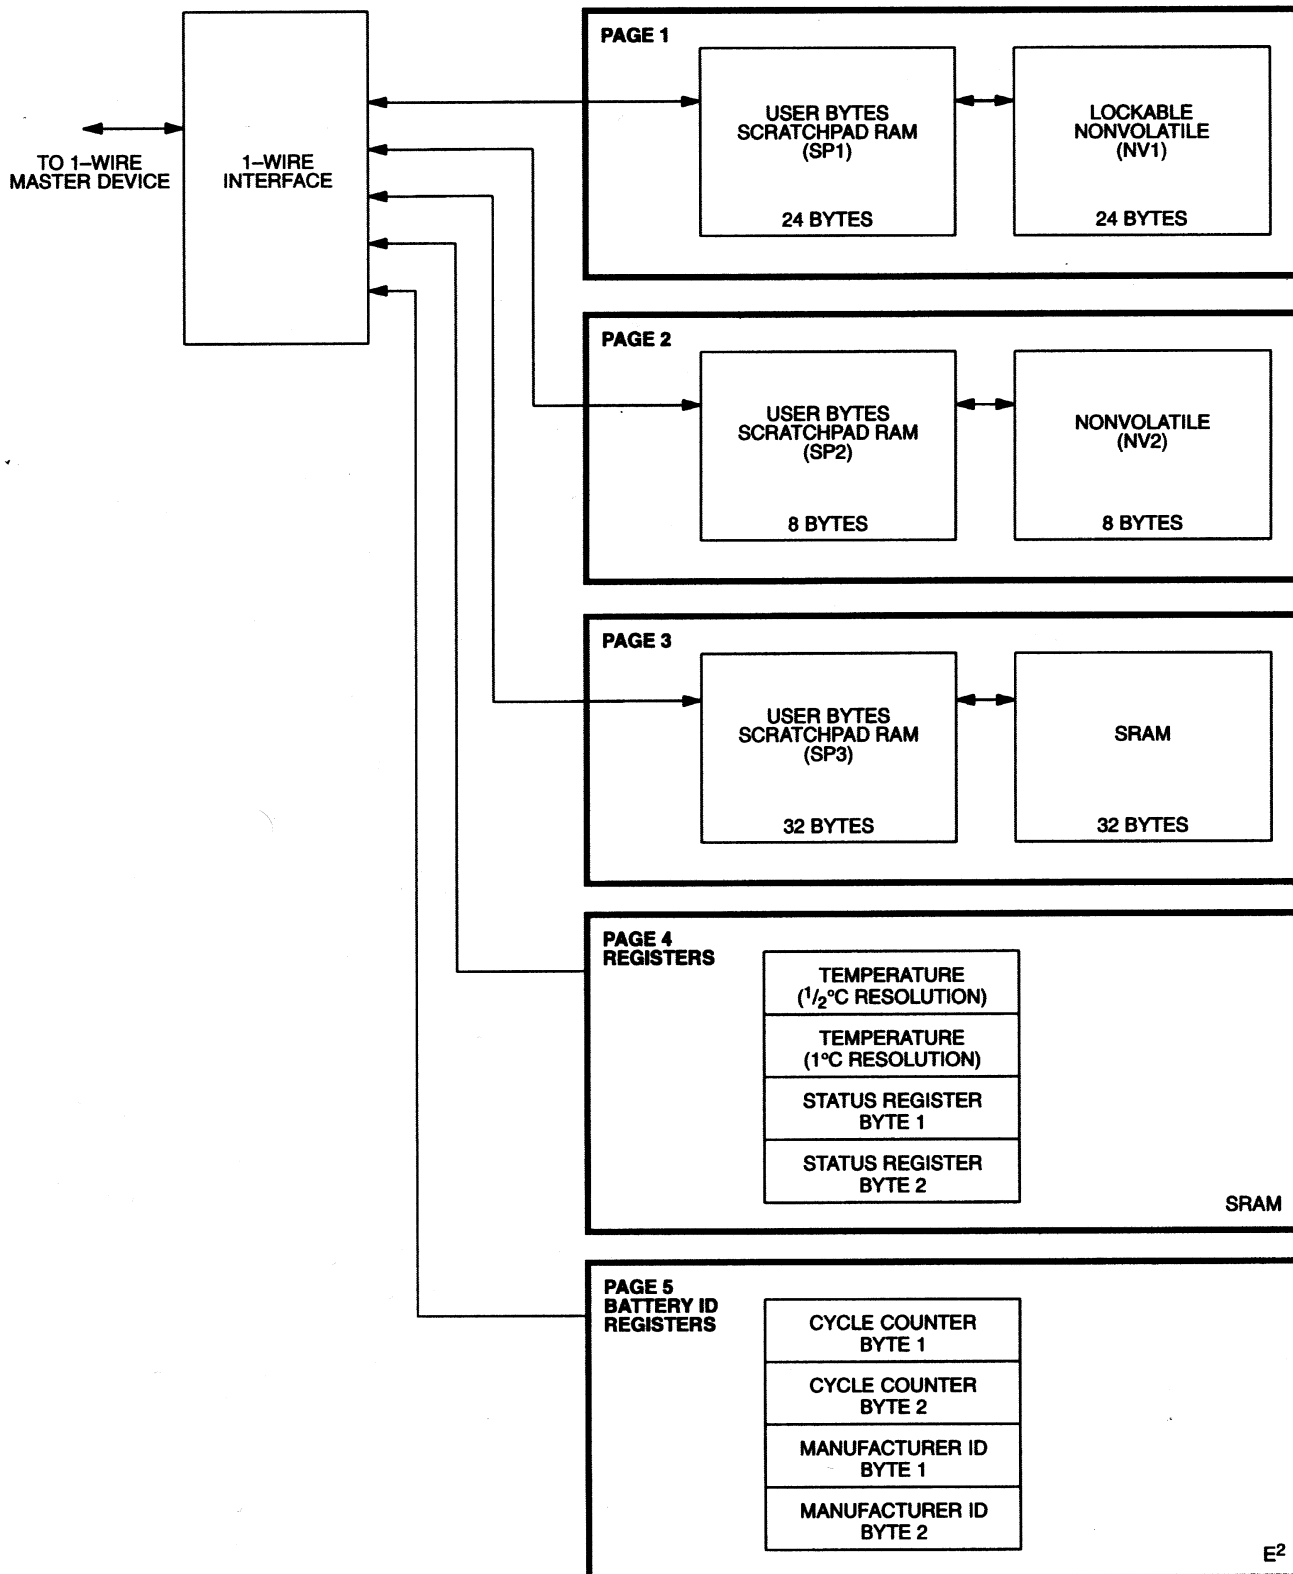 TO 1–WIRE
MASTER DEVICE
1–WIRE
INTERFACE
PAGE 1
USER BYTES
SCRATCHPAD RAM
(SP1)
24 BYTES
LOCKABLE
NONVOLATILE
(NV1)
24 BYTES
PAGE 2
USER BYTES
SCRATCHPAD RAM
(SP2)
8 BYTES
NONVOLATILE
(NV2)
8 BYTES
PAGE 3
USER BYTES
SCRATCHPAD RAM
(SP3)
32 BYTES
SRAM
32 BYTES
PAGE 4
REGISTERS
TEMPERATURE
(1/2°C RESOLUTION)
TEMPERATURE
(1°C RESOLUTION)
STATUS REGISTER
BYTE 1
STATUS REGISTER
BYTE 2
SRAM
PAGE 5
BATTERY ID
REGISTERS
CYCLE COUNTER
BYTE 1
CYCLE COUNTER
BYTE 2
MANUFACTURER ID
BYTE 1
MANUFACTURER ID
BYTE 2
E²